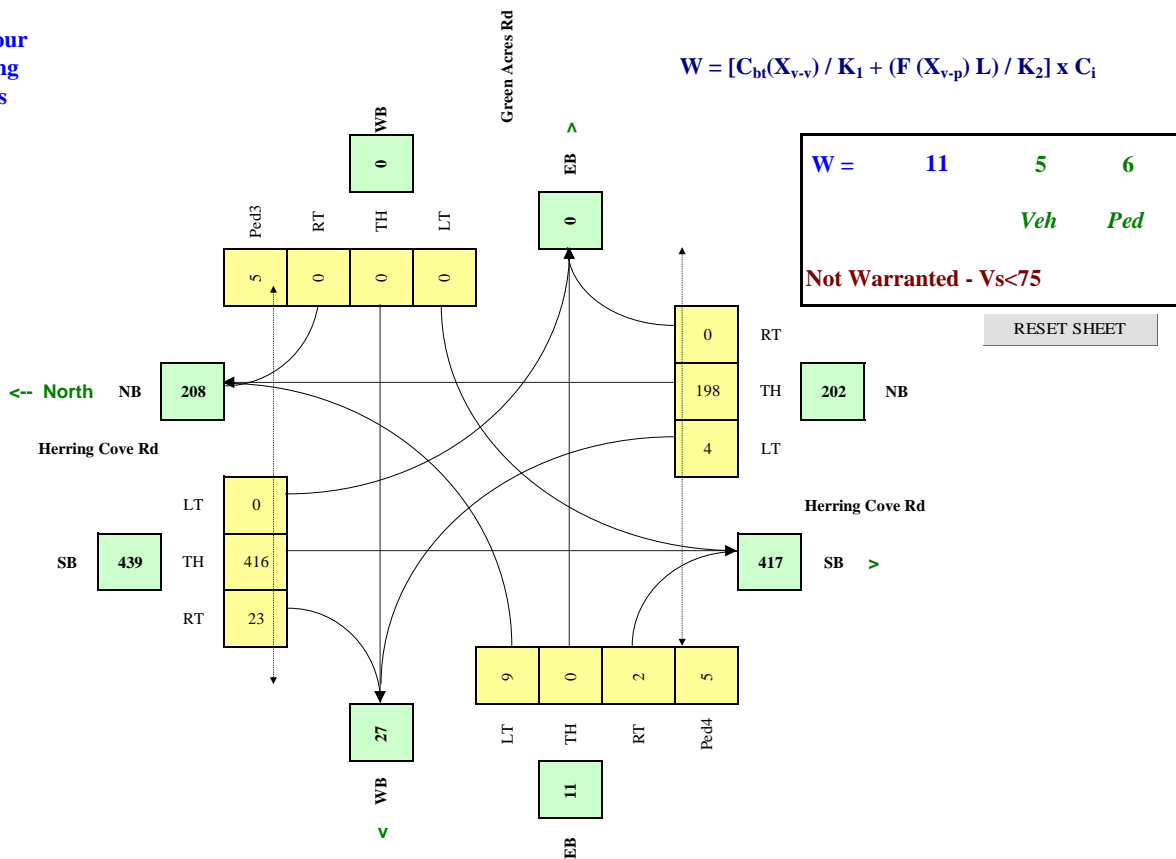 our
ng
s
Green Acres Rd
W = [Cbt(Xv-v) / K1 + (F (Xv-p) L) / K2] x Ci
WB
0
^
EB
0
W = 11 5 6
Veh Ped
Not Warranted - Vs<75
RESET SHEET
Ped3 RT TH LT
5 0 0 0
0 RT
198 TH 202 NB
4 LT
<-- North NB 208
Herring Cove Rd
LT 0
SB 439 TH 416
RT 23
Herring Cove Rd
417 SB >
9 0 2 5
LT TH RT Ped4
27
WB
v
11
EB